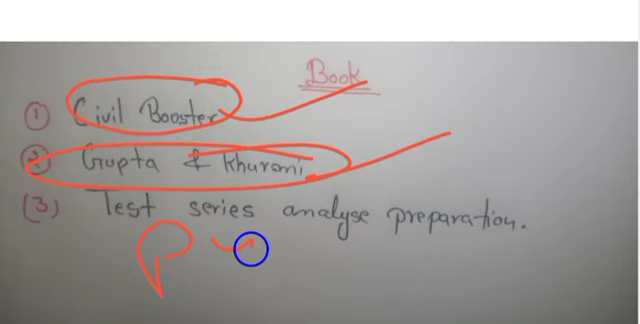 Book
① Civil Booster
② Gupta & Khurmi
(3) Test series analyse preparation.
P